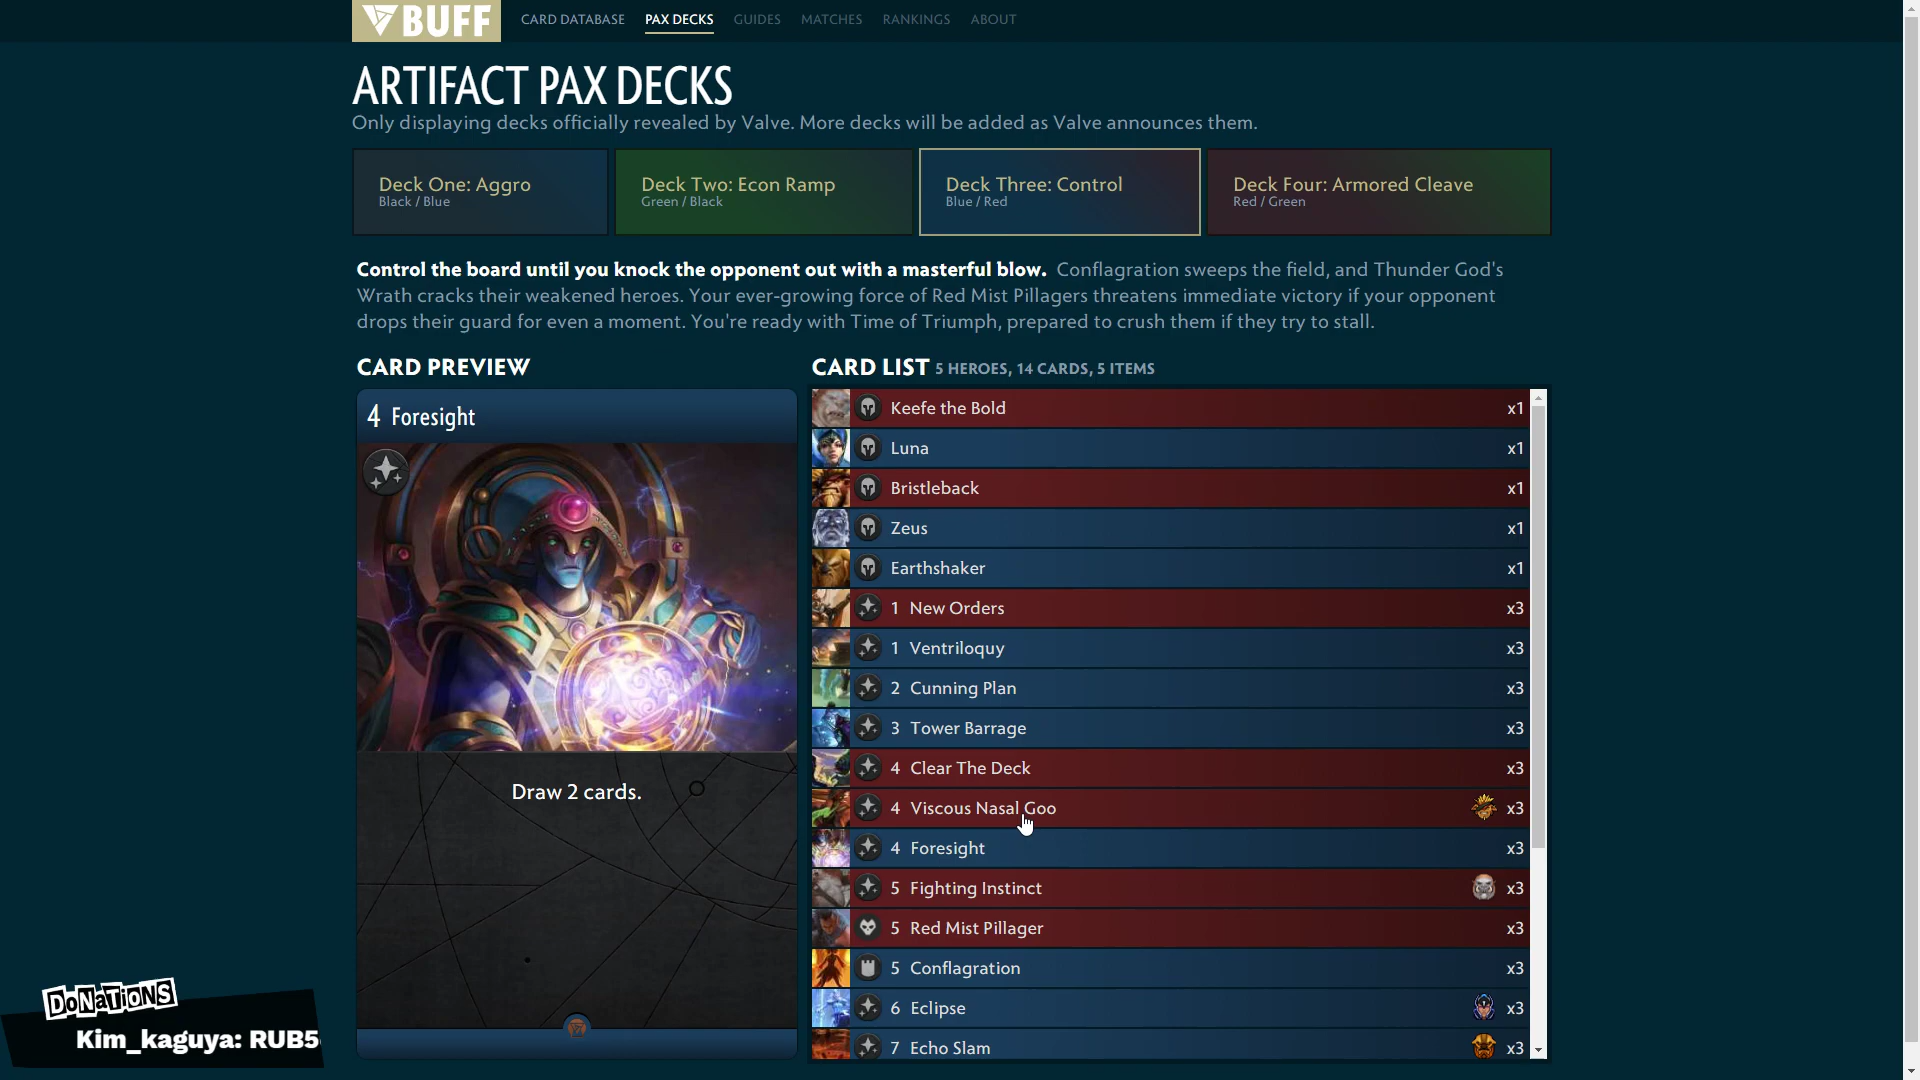 BUFF
CARD DATABASE
PAX DECKS
GUIDES
MATCHES
RANKINGS
ABOUT
ARTIFACT PAX DECKS
Only displaying decks officially revealed by Valve. More decks will be added as Valve announces them.
Deck One: Aggro
Black / Blue
Deck Two: Econ Ramp
Green / Black
Deck Three: Control
Blue / Red
Deck Four: Armored Cleave
Red / Green
Control the board until you knock the opponent out with a masterful blow. Conflagration sweeps the field, and Thunder God's
Wrath cracks their weakened heroes. Your ever-growing force of Red Mist Pillagers threatens immediate victory if your opponent
drops their guard for even a moment. You're ready with Time of Triumph, prepared to crush them if they try to stall.
CARD PREVIEW
4 Foresight
Draw 2 cards.
CARD LIST 5 HEROES, 14 CARDS, 5 ITEMS
Keefe the Bold x1
Luna x1
Bristleback x1
Zeus x1
Earthshaker x1
1 New Orders x3
1 Ventriloquy x3
2 Cunning Plan x3
3 Tower Barrage x3
4 Clear The Deck x3
4 Viscous Nasal Goo x3
4 Foresight x3
5 Fighting Instinct x3
5 Red Mist Pillager x3
5 Conflagration x3
6 Eclipse x3
7 Echo Slam x3
DONATIONS
Kim_kaguya: RUB5